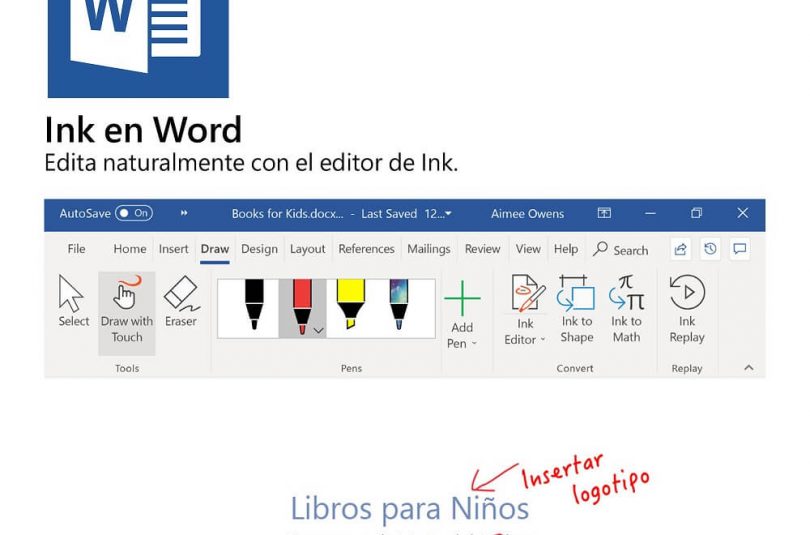 W
Ink en Word
Edita naturalmente con el editor de Ink.
AutoSave On Books for Kids.docx... - Last Saved 12... Aimee Owens
File Home Insert Draw Design Layout References Mailings Review View Help Search
Select Draw with Touch Eraser Add Pen Ink Editor Ink to Shape Ink to Math Ink Replay
Tools Pens Convert Replay
Insertar
logotipo
Libros para Niños